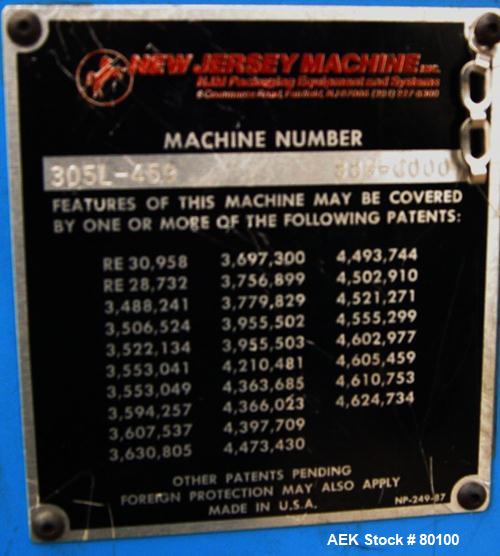 NEW JERSEY MACHINE INC.
NJM Packaging Equipment and Systems
MACHINE NUMBER
305L-459
FEATURES OF THIS MACHINE MAY BE COVERED
BY ONE OR MORE OF THE FOLLOWING PATENTS:
RE 30,958 3,697,300 4,493,744
RE 28,732 3,756,899 4,502,910
3,488,241 3,779,829 4,521,271
3,506,524 3,955,502 4,555,299
3,522,134 3,955,503 4,602,977
3,553,041 4,210,481 4,605,459
3,553,049 4,363,685 4,610,753
3,594,257 4,366,023 4,624,734
3,607,537 4,397,709
3,630,805 4,473,430
OTHER PATENTS PENDING
FOREIGN PROTECTION MAY ALSO APPLY
MADE IN U.S.A.
NP-249-87
AEK Stock # 80100